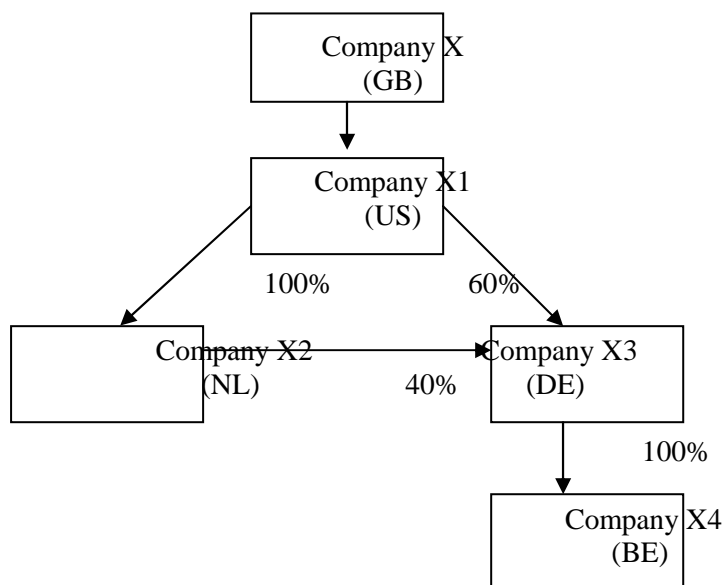 Company X
(GB)
Company X1
(US)
100%
60%
Company X2
(NL)
40%
Company X3
(DE)
100%
Company X4
(BE)